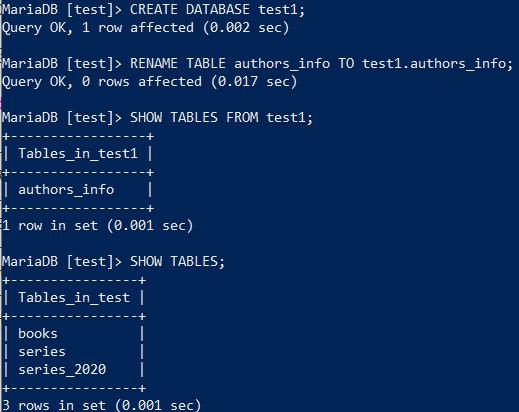 MariaDB [test]> CREATE DATABASE test1;
Query OK, 1 row affected (0.002 sec)
MariaDB [test]> RENAME TABLE authors_info TO test1.authors_info;
Query OK, 0 rows affected (0.017 sec)
MariaDB [test]> SHOW TABLES FROM test1;
+-----------------+
| Tables_in_test1 |
+-----------------+
| authors_info    |
+-----------------+
1 row in set (0.001 sec)
MariaDB [test]> SHOW TABLES;
+----------------+
| Tables_in_test |
+----------------+
| books          |
| series         |
| series_2020    |
+----------------+
3 rows in set (0.001 sec)